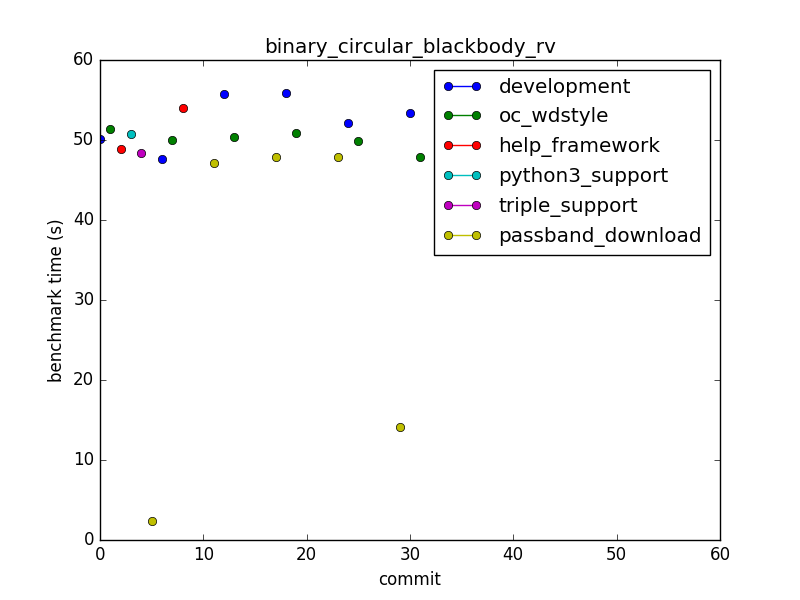 binary_circular_blackbody_rv
60
50
40
30
20
10
0
benchmark time (s)
development
oc_wdstyle
help_framework
python3_support
triple_support
passband_download
0 10 20 30 40 50 60
commit